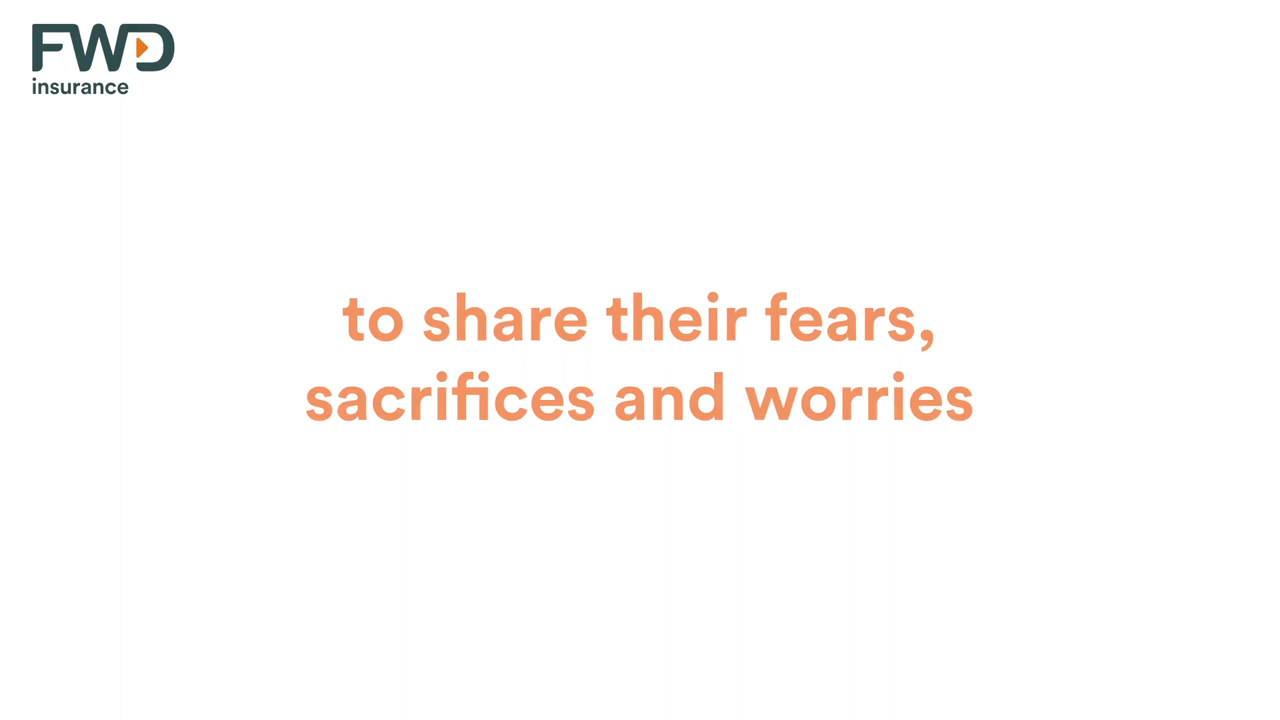 FWD
insurance
to share their fears,
sacrifices and worries